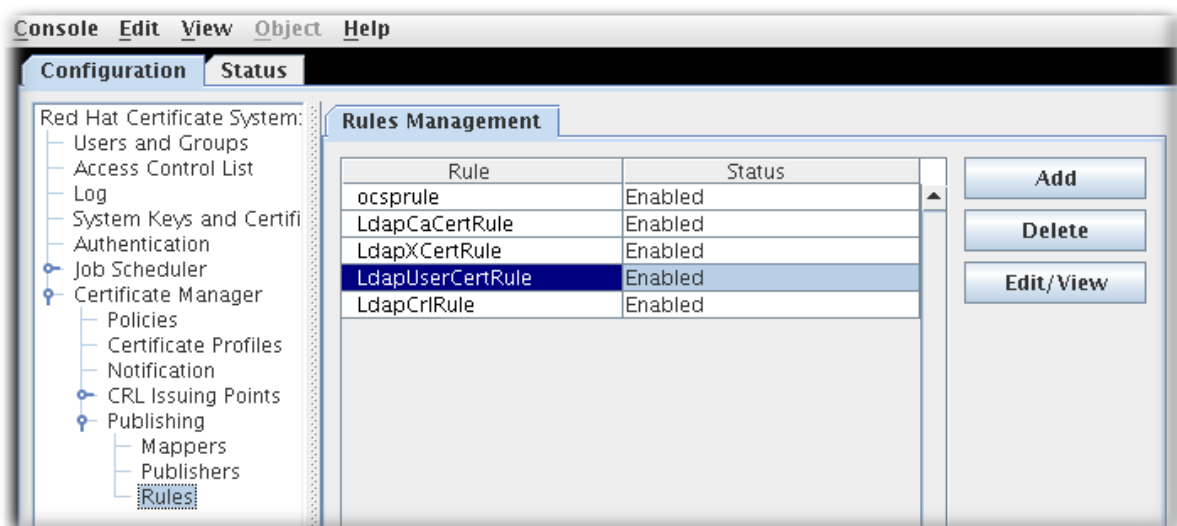 Console Edit View Object Help
Configuration Status
Red Hat Certificate System:
Users and Groups
Access Control List
Log
System Keys and Certifi
Authentication
Job Scheduler
Certificate Manager
Policies
Certificate Profiles
Notification
CRL Issuing Points
Publishing
Mappers
Publishers
Rules
Rules Management
Rule Status
ocsprule Enabled
LdapCaCertRule Enabled
LdapXCertRule Enabled
LdapUserCertRule Enabled
LdapCrlRule Enabled
Add
Delete
Edit/View